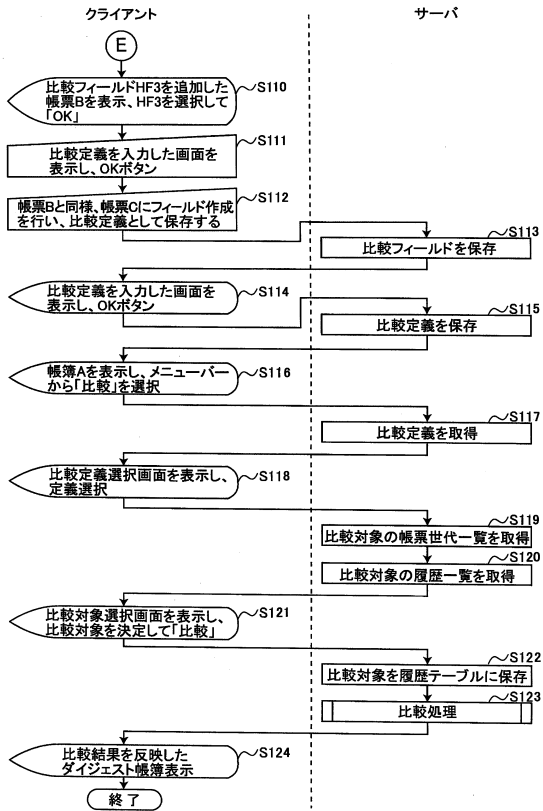 クライアント
サーバ
E
比較フィールドHF3を追加した
帳票Bを表示、HF3を選択して
「OK」
S110
比較定義を入力した画面を
表示し、OKボタン
S111
帳票Bと同様、帳票Cにフィールド作成
を行い、比較定義として保存する
S112
比較フィールドを保存
S113
比較定義を入力した画面を
表示し、OKボタン
S114
比較定義を保存
S115
帳簿Aを表示し、メニューバー
から「比較」を選択
S116
比較定義を取得
S117
比較定義選択画面を表示し、
定義選択
S118
比較対象の帳票世代一覧を取得
S119
比較対象の履歴一覧を取得
S120
比較対象選択画面を表示し、
比較対象を決定して「比較」
S121
比較対象を履歴テーブルに保存
S122
比較処理
S123
比較結果を反映した
ダイジェスト帳簿表示
S124
終了